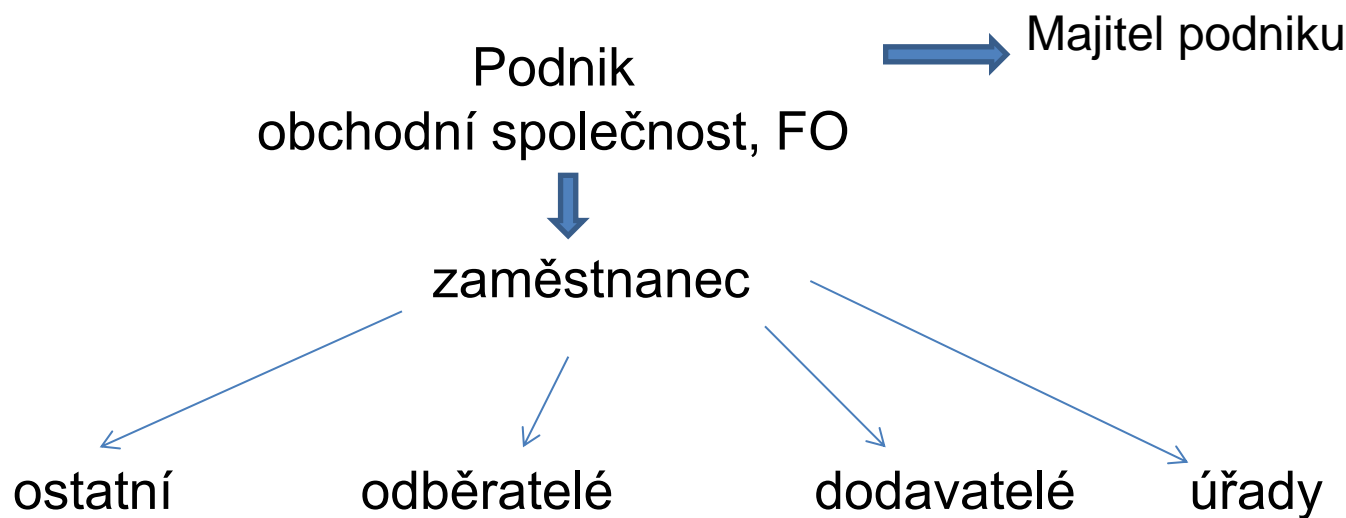 Majitel podniku
Podnik
obchodní společnost, FO
zaměstnanec
ostatní
odběratelé
dodavatelé
úřady